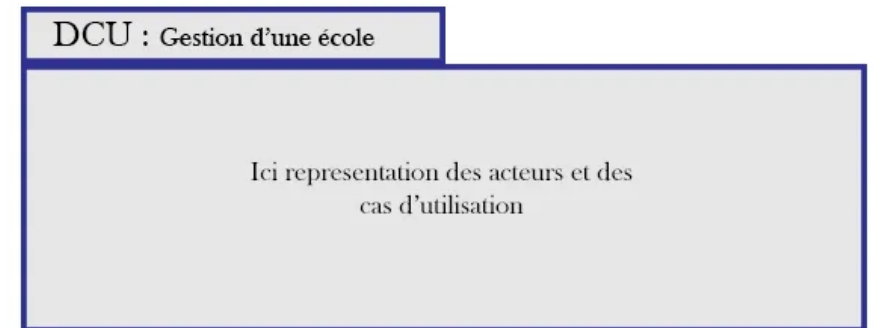 DCU : Gestion d'une école
Ici representation des acteurs et des
cas d'utilisation